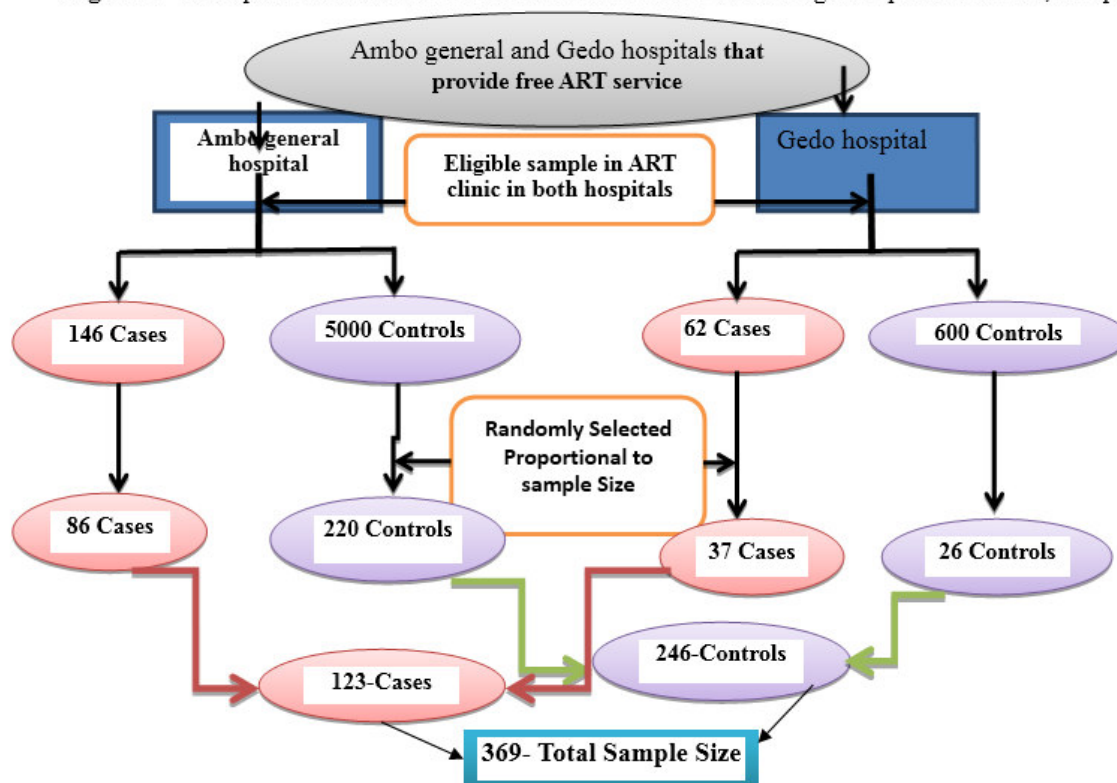 Ambo general and Gedo hospitals that
provide free ART service
Ambo general
hospital
Gedo hospital
Eligible sample in ART
clinic in both hospitals
146 Cases
5000 Controls
62 Cases
600 Controls
Randomly Selected
Proportional to
sample Size
86 Cases
220 Controls
37 Cases
26 Controls
123-Cases
246-Controls
369- Total Sample Size